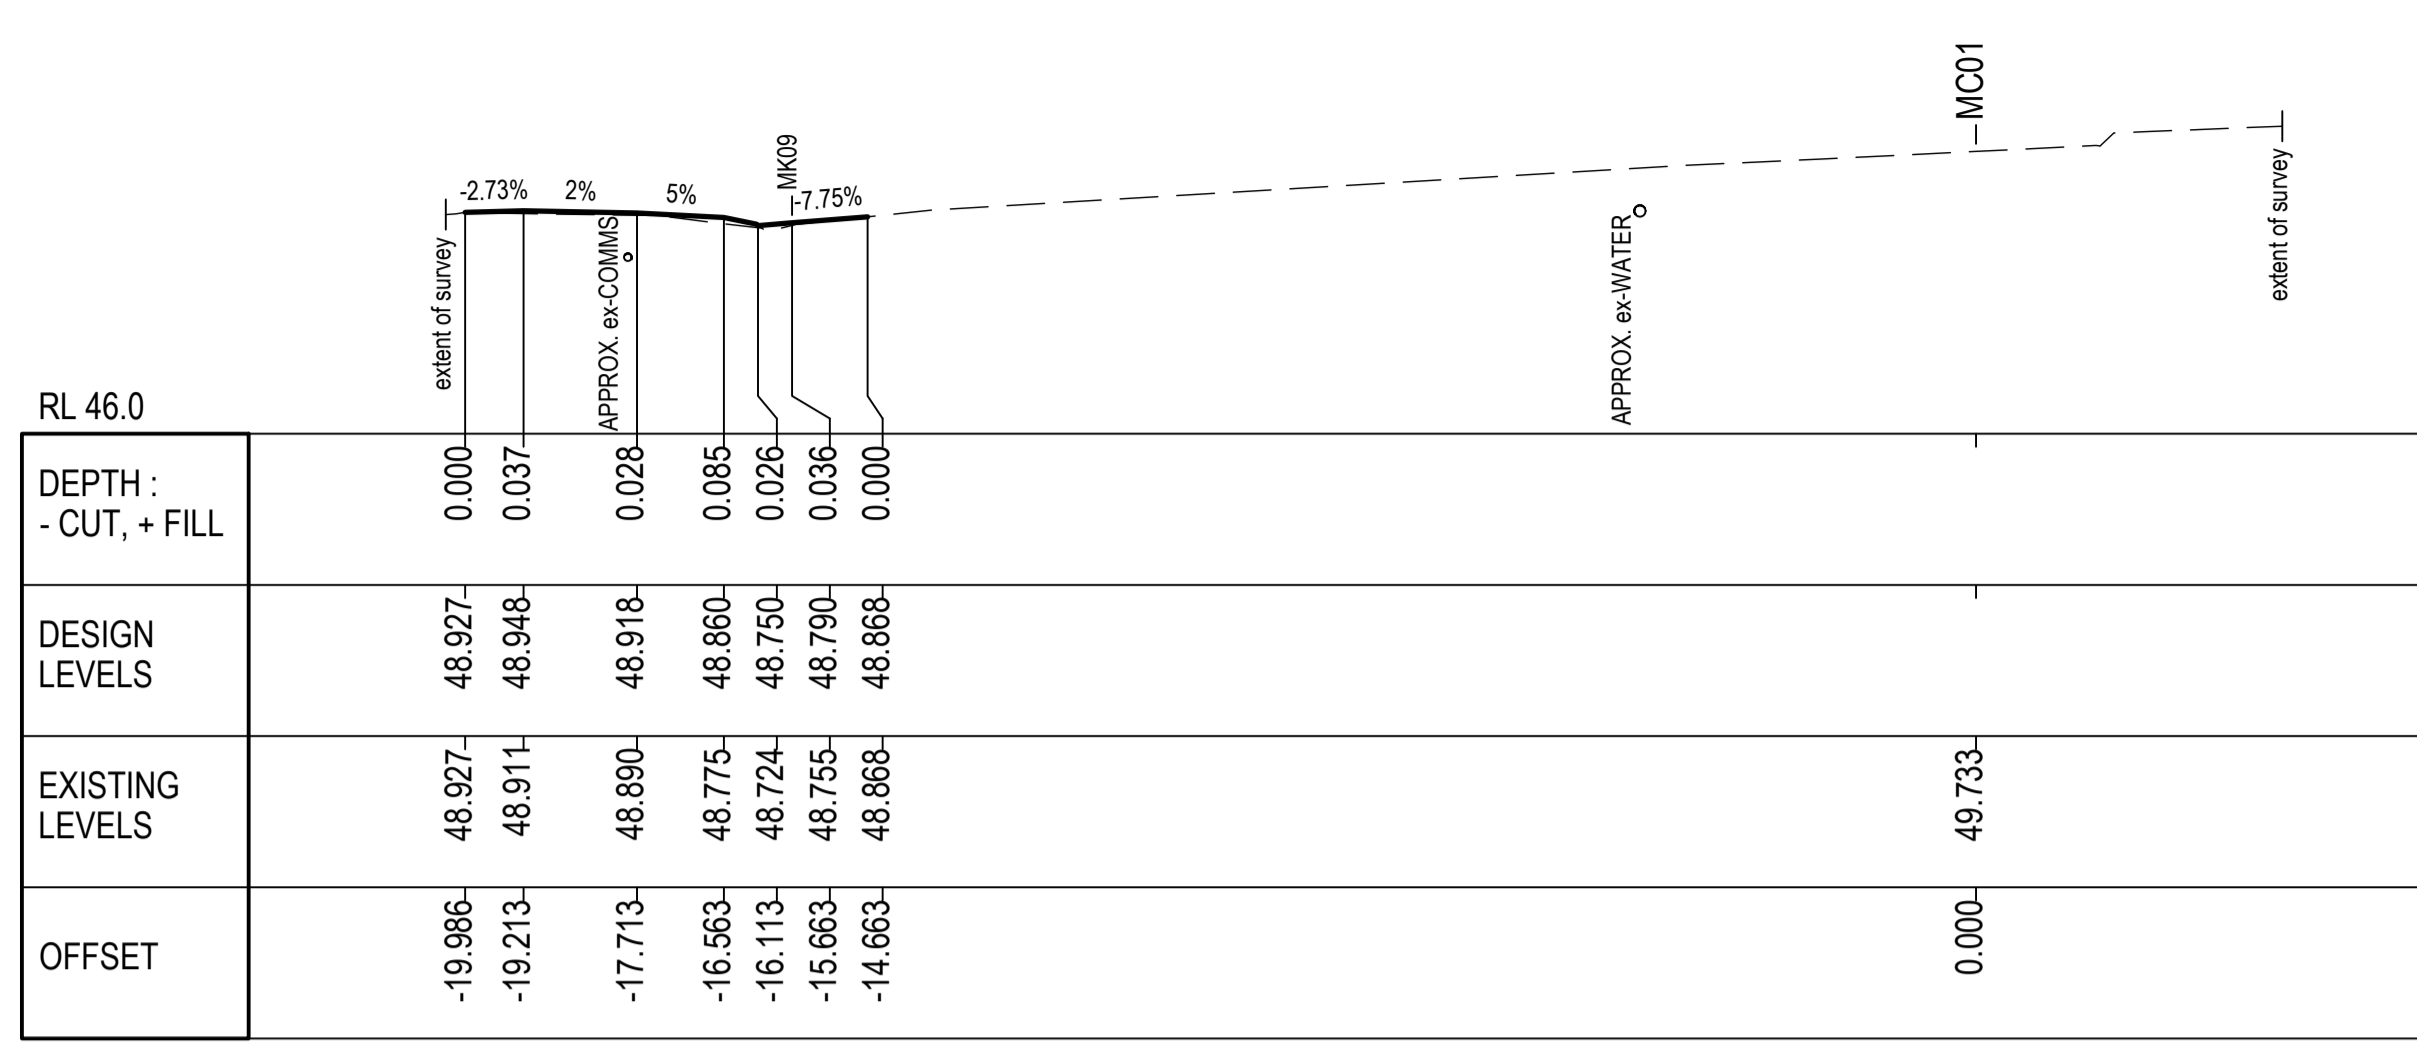 MC01
MK09
-2.73%
2%
5%
-7.75%
extent of survey
APPROX. ex-COMMS
APPROX. ex-WATER
extent of survey
RL 46.0
DEPTH :
- CUT, + FILL
0.000
0.037
0.028
0.085
0.026
0.036
0.000
DESIGN
LEVELS
48.927
48.948
48.918
48.860
48.750
48.790
48.868
EXISTING
LEVELS
48.927
48.911
48.890
48.775
48.724
48.755
48.868
49.733
OFFSET
-19.986
-19.213
-17.713
-16.563
-16.113
-15.663
-14.663
0.000